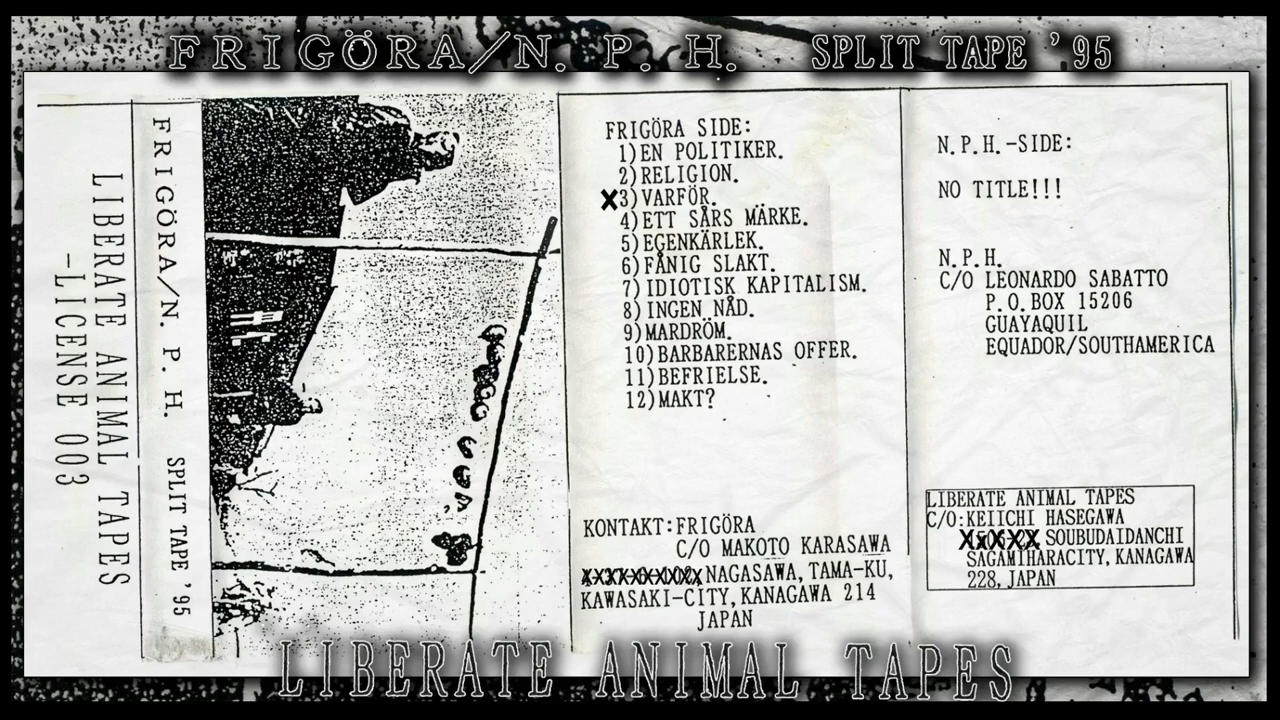 FRIGÖRA/N. P. H. SPLIT TAPE '95
LIBERATE ANIMAL TAPES
-LICENSE 003
FRIGÖRA/N. P. H. SPLIT TAPE '95
FRIGÖRA SIDE:
1)EN POLITIKER.
2)RELIGION.
X3)VARFÖR.
4)ETT SÅRS MÄRKE.
5)EGENKÄRLEK.
6)FÅNIG SLAKT.
7)IDIOTISK KAPITALISM.
8)INGEN NÅD.
9)MARDRÖM.
10)BARBARERNAS OFFER.
11)BEFRIELSE.
12)MAKT?
KONTAKT:FRIGÖRA
C/O MAKOTO KARASAWA
NAGASAWA, TAMA-KU,
KAWASAKI-CITY, KANAGAWA 214
JAPAN
N.P.H.-SIDE:
NO TITLE!!!
N.P.H.
C/O LEONARDO SABATTO
P.O.BOX 15206
GUAYAQUIL
EQUADOR/SOUTHAMERICA
LIBERATE ANIMAL TAPES
C/O:KEIICHI HASEGAWA
SOUBUDAIDANCHI
SAGAMIHARACITY, KANAGAWA
228, JAPAN
LIBERATE ANIMAL TAPES